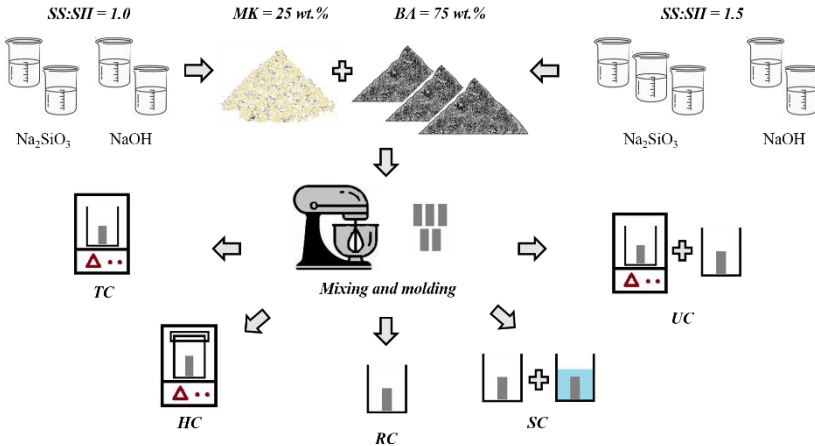 SS:SH = 1.0
MK = 25 wt.%
BA = 75 wt.%
SS:SH = 1.5
Na₂SiO₃
NaOH
Na₂SiO₃
NaOH
Mixing and molding
TC
UC
HC
RC
SC